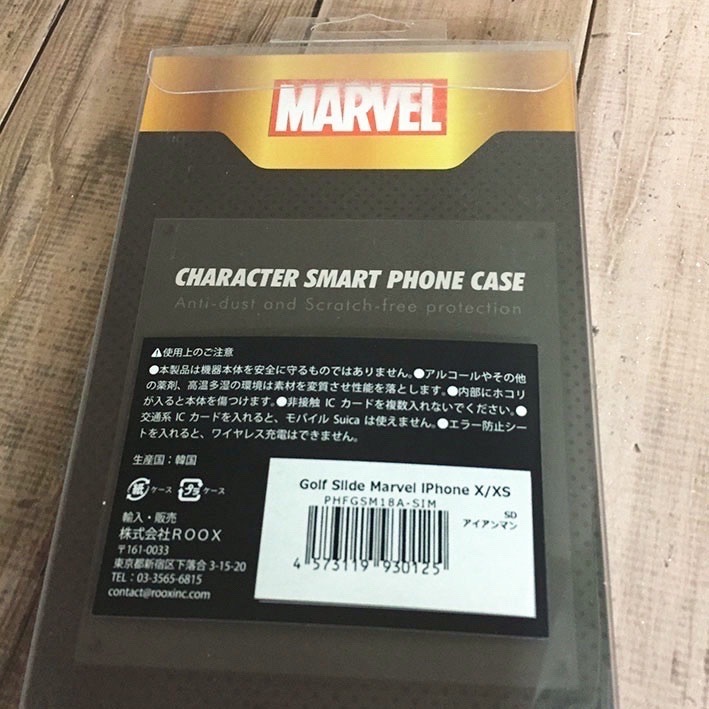 MARVEL
CHARACTER SMART PHONE CASE
Anti-dust and Scratch-free protection
⚠使用上のご注意
●本製品は機器本体を安全に守るものではありません。●アルコールやその他
の薬剤、高温多湿の環境は素材を変質させ性能を落とします。●内部にホコリ
が入ると本体を傷つけます。●非接触 IC カードを複数入れないでください。●
交通系 IC カードを入れると、モバイル Suica は使えません。●エラー防止シー
トを入れると、ワイヤレス充電はできません。
生産国：韓国
紙 ケース プラ ケース
輸入・販売
株式会社ROOX
〒161-0033
東京都新宿区下落合 3-15-20
TEL : 03-3565-6815
contact@rooxinc.com
Golf Silde Marvel IPhone X/XS
PHFGSM18A-SIM
SD
アイアンマン
4 573119 930125